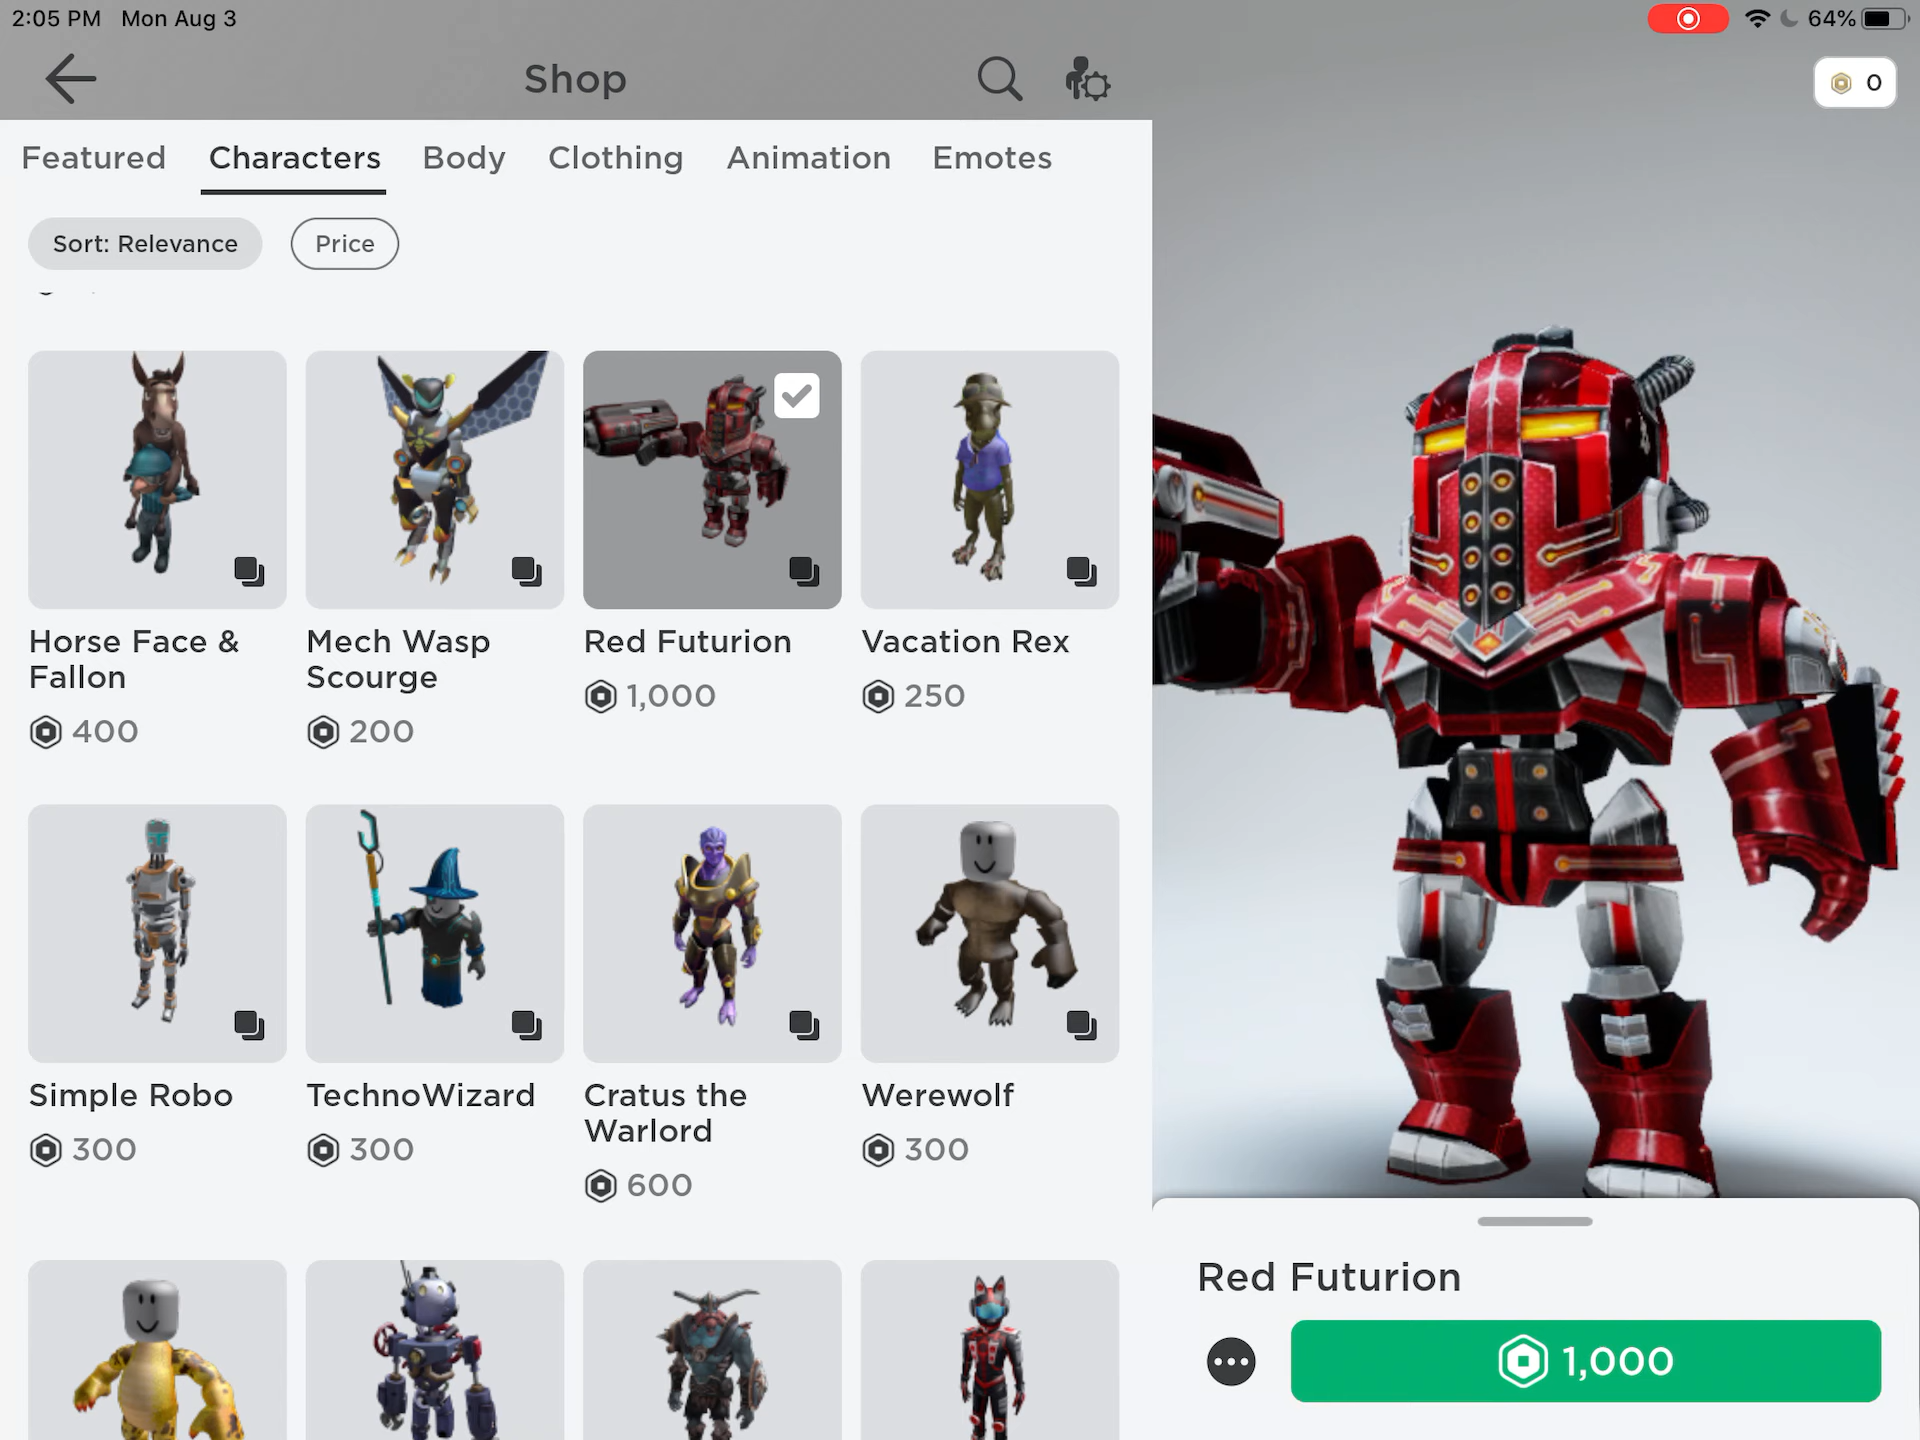 2:05 PM Mon Aug 3
64%
Shop
0
Featured Characters Body Clothing Animation Emotes
Sort: Relevance Price
Horse Face &
Fallon
400
Mech Wasp
Scourge
200
Red Futurion
1,000
Vacation Rex
250
Simple Robo
300
TechnoWizard
300
Cratus the
Warlord
600
Werewolf
300
Red Futurion
1,000